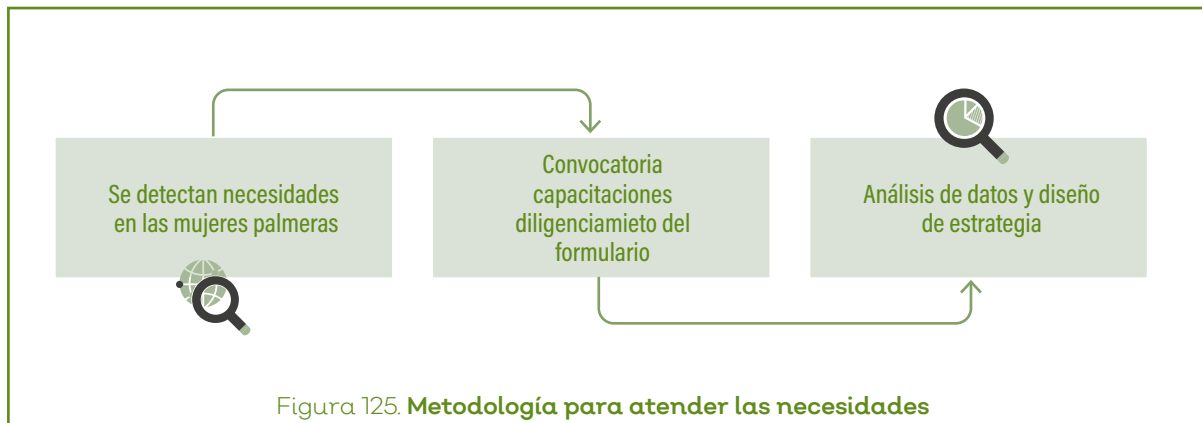 Se detectan necesidades
en las mujeres palmeras
Convocatoria
capacitaciones
diligenciamieto del
formulario
Análisis de datos y diseño
de estrategia
Figura 125. Metodología para atender las necesidades